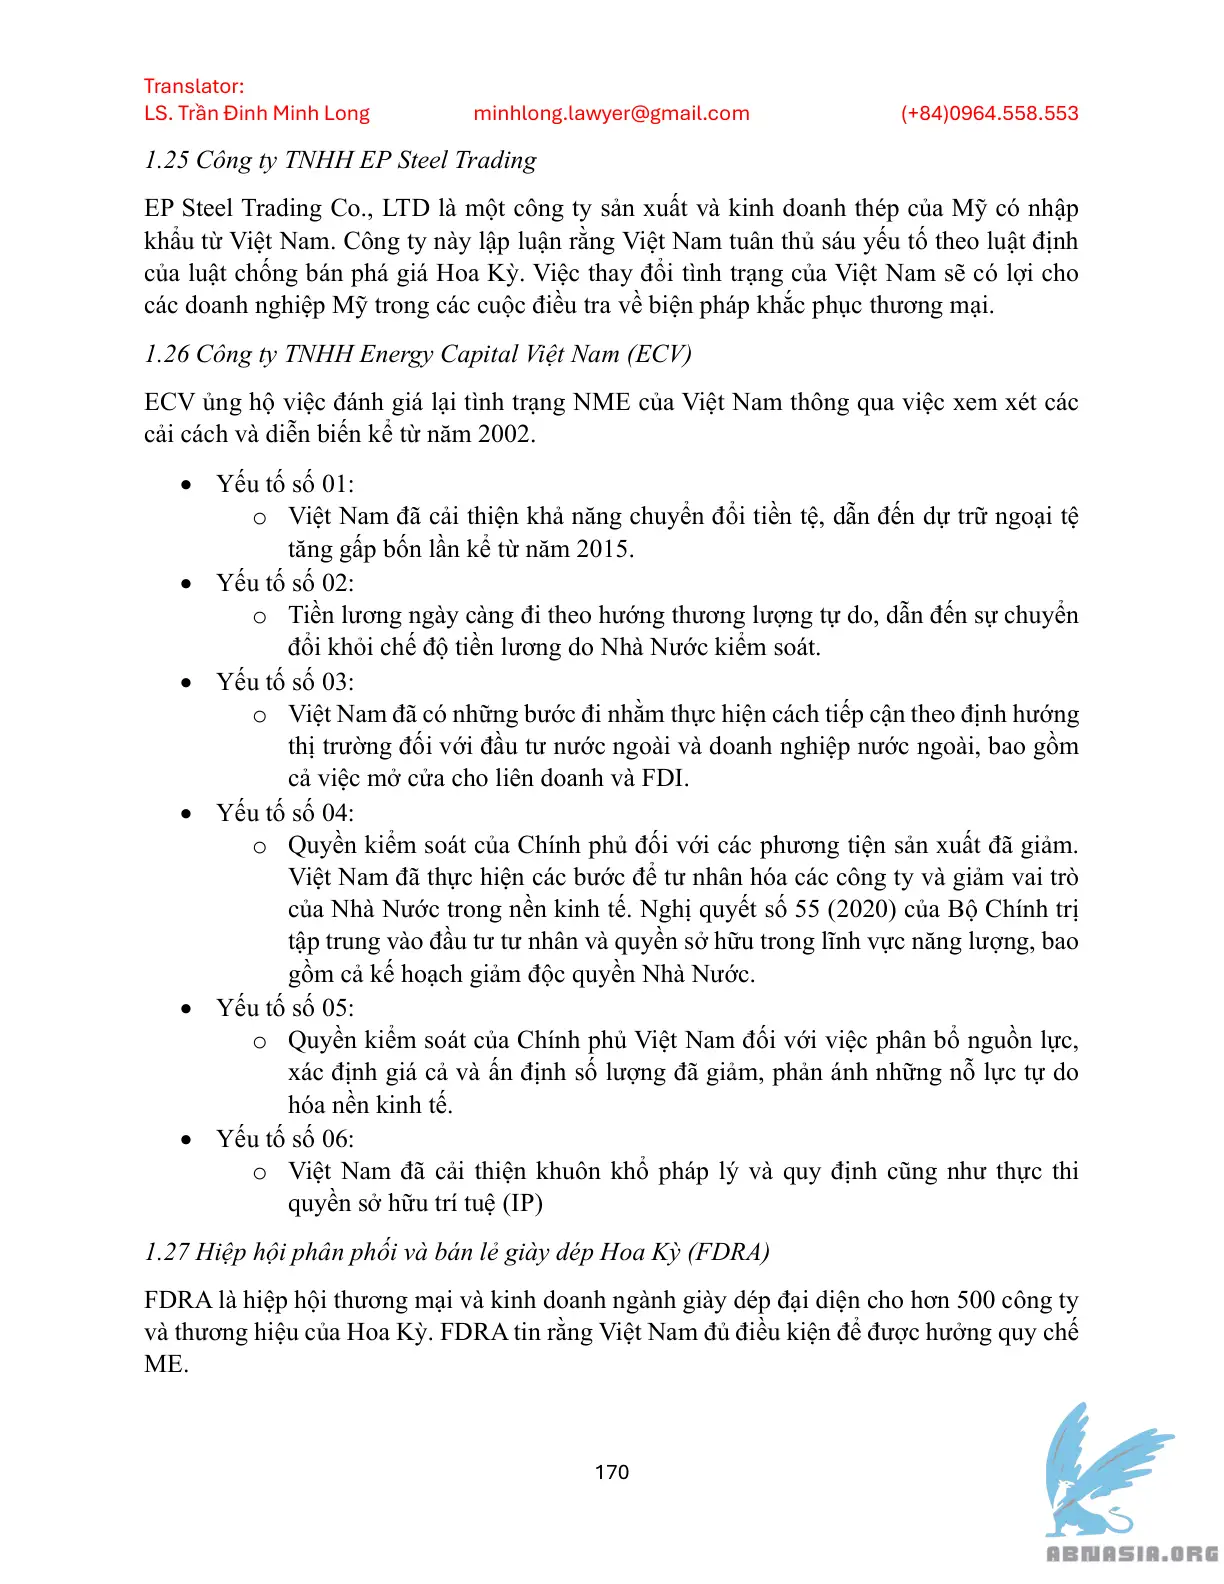 Translator:
LS. Trần Đinh Minh Long minhlong.lawyer@gmail.com (+84)0964.558.553
1.25 Công ty TNHH EP Steel Trading
EP Steel Trading Co., LTD là một công ty sản xuất và kinh doanh thép của Mỹ có nhập
khẩu từ Việt Nam. Công ty này lập luận rằng Việt Nam tuân thủ sáu yếu tố theo luật định
của luật chống bán phá giá Hoa Kỳ. Việc thay đổi tình trạng của Việt Nam sẽ có lợi cho
các doanh nghiệp Mỹ trong các cuộc điều tra về biện pháp khắc phục thương mại.
1.26 Công ty TNHH Energy Capital Việt Nam (ECV)
ECV ủng hộ việc đánh giá lại tình trạng NME của Việt Nam thông qua việc xem xét các
cải cách và diễn biến kể từ năm 2002.
• Yếu tố số 01:
o Việt Nam đã cải thiện khả năng chuyển đổi tiền tệ, dẫn đến dự trữ ngoại tệ
tăng gấp bốn lần kể từ năm 2015.
• Yếu tố số 02:
o Tiền lương ngày càng đi theo hướng thương lượng tự do, dẫn đến sự chuyển
đổi khỏi chế độ tiền lương do Nhà Nước kiểm soát.
• Yếu tố số 03:
o Việt Nam đã có những bước đi nhằm thực hiện cách tiếp cận theo định hướng
thị trường đối với đầu tư nước ngoài và doanh nghiệp nước ngoài, bao gồm
cả việc mở cửa cho liên doanh và FDI.
• Yếu tố số 04:
o Quyền kiểm soát của Chính phủ đối với các phương tiện sản xuất đã giảm.
Việt Nam đã thực hiện các bước để tư nhân hóa các công ty và giảm vai trò
của Nhà Nước trong nền kinh tế. Nghị quyết số 55 (2020) của Bộ Chính trị
tập trung vào đầu tư tư nhân và quyền sở hữu trong lĩnh vực năng lượng, bao
gồm cả kế hoạch giảm độc quyền Nhà Nước.
• Yếu tố số 05:
o Quyền kiểm soát của Chính phủ Việt Nam đối với việc phân bổ nguồn lực,
xác định giá cả và ấn định số lượng đã giảm, phản ánh những nỗ lực tự do
hóa nền kinh tế.
• Yếu tố số 06:
o Việt Nam đã cải thiện khuôn khổ pháp lý và quy định cũng như thực thi
quyền sở hữu trí tuệ (IP)
1.27 Hiệp hội phân phối và bán lẻ giày dép Hoa Kỳ (FDRA)
FDRA là hiệp hội thương mại và kinh doanh ngành giày dép đại diện cho hơn 500 công ty
và thương hiệu của Hoa Kỳ. FDRA tin rằng Việt Nam đủ điều kiện để được hưởng quy chế
ME.
170
ABNASIA.ORG